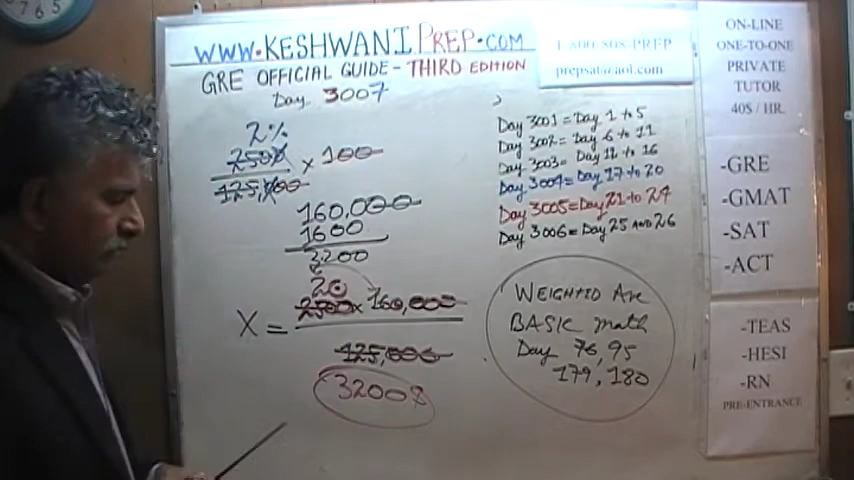 WWW.KESHWANIPREP.COM
GRE OFFICIAL GUIDE - THIRD EDITION
Day 3007
2%
2500
125,000
x 100
160,000
1600
3200
20
2500 x 160,000
X =
125,000
3200$
prepsat@aol.com
Day 3001 = Day 1 to 5
Day 3002 = Day 6 to 11
Day 3003 = Day 12 to 16
Day 3004 = Day 17 to 20
Day 3005 = Day 21 to 24
Day 3006 = Day 25 AND 26
WEIGHTED Ave
BASIC math
Day 76, 95
179, 180
ON-LINE
ONE-TO-ONE
PRIVATE
TUTOR
40$ / HR.
-GRE
-GMAT
-SAT
-ACT
-TEAS
-HESI
-RN
PRE-ENTRANCE
7 6 5